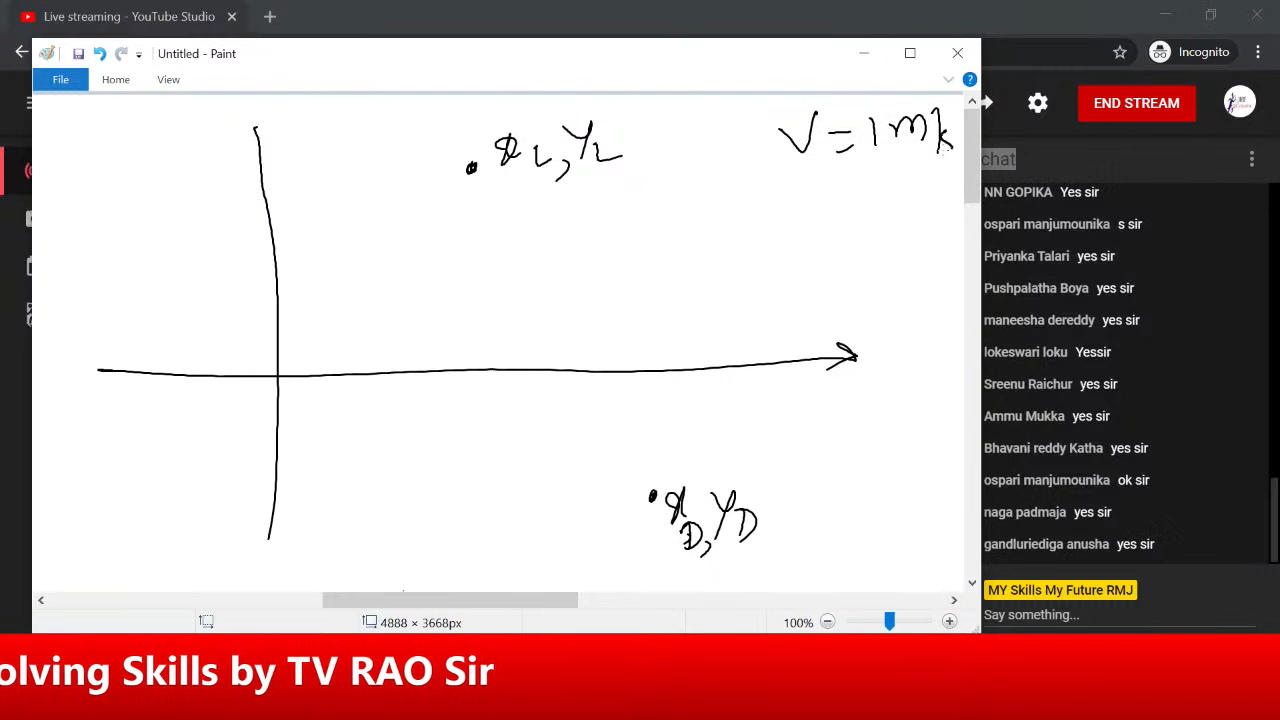 Live streaming - YouTube Studio
Incognito
Untitled - Paint
File Home View
END STREAM
chat
x L, Y L
V = 1 m k
NN GOPIKA Yes sir
ospari manjumounika s sir
Priyanka Talari yes sir
Pushpalatha Boya yes sir
maneesha dereddy yes sir
lokeswari loku Yessir
Sreenu Raichur yes sir
Ammu Mukka yes sir
Bhavani reddy Katha yes sir
ospari manjumounika ok sir
naga padmaja yes sir
gandluriediga anusha yes sir
x D, Y D
MY Skills My Future RMJ
Say something...
4888 × 3668px
100%
olving Skills by TV RAO Sir